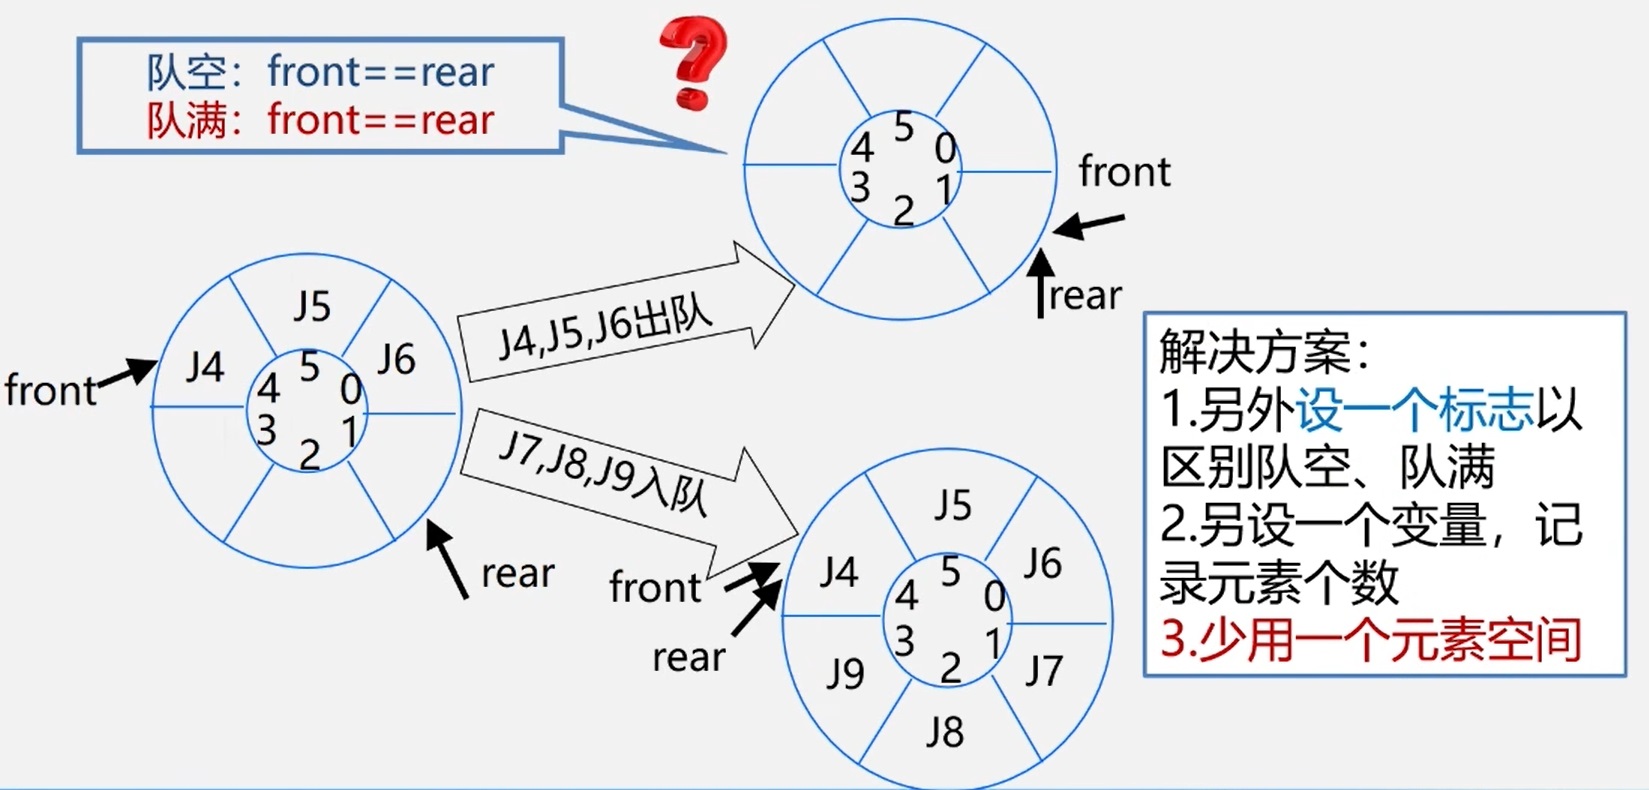 队空：front==rear
队满：front==rear
5
4
0
3
1
2
front
rear
J4,J5,J6出队
J5
J4
J6
5
4
0
3
1
2
front
rear
J7,J8,J9入队
front
rear
J5
J4
J6
5
4
0
3
1
2
J9
J7
J8
解决方案：
1.另外设一个标志以
区别队空、队满
2.另设一个变量，记
录元素个数
3.少用一个元素空间